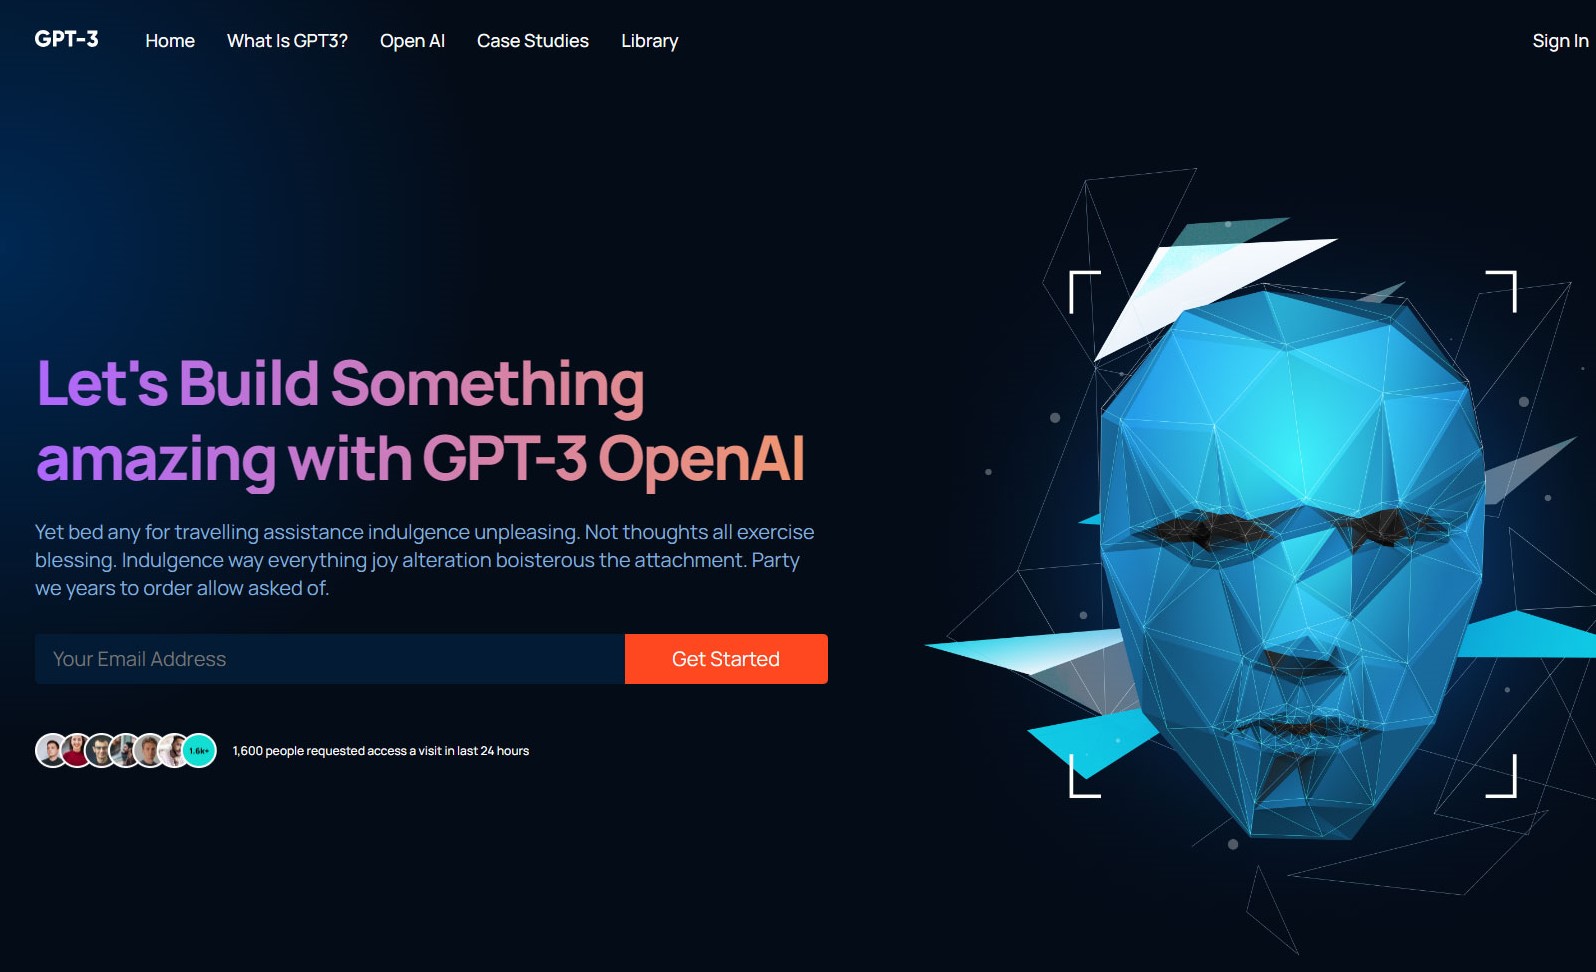 GPT-3 Home What Is GPT3? Open AI Case Studies Library Sign In
Let's Build Something
amazing with GPT-3 OpenAI
Yet bed any for travelling assistance indulgence unpleasing. Not thoughts all exercise
blessing. Indulgence way everything joy alteration boisterous the attachment. Party
we years to order allow asked of.
Your Email Address Get Started
1.6k+ 1,600 people requested access a visit in last 24 hours